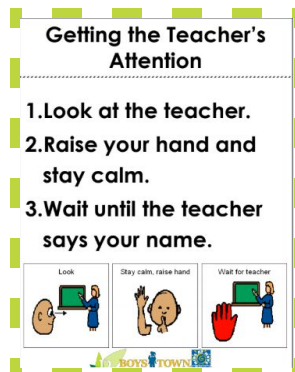 Getting the Teacher's
Attention
1.Look at the teacher.
2.Raise your hand and
stay calm.
3.Wait until the teacher
says your name.
Look
Stay calm, raise hand
Wait for teacher
BOYS TOWN